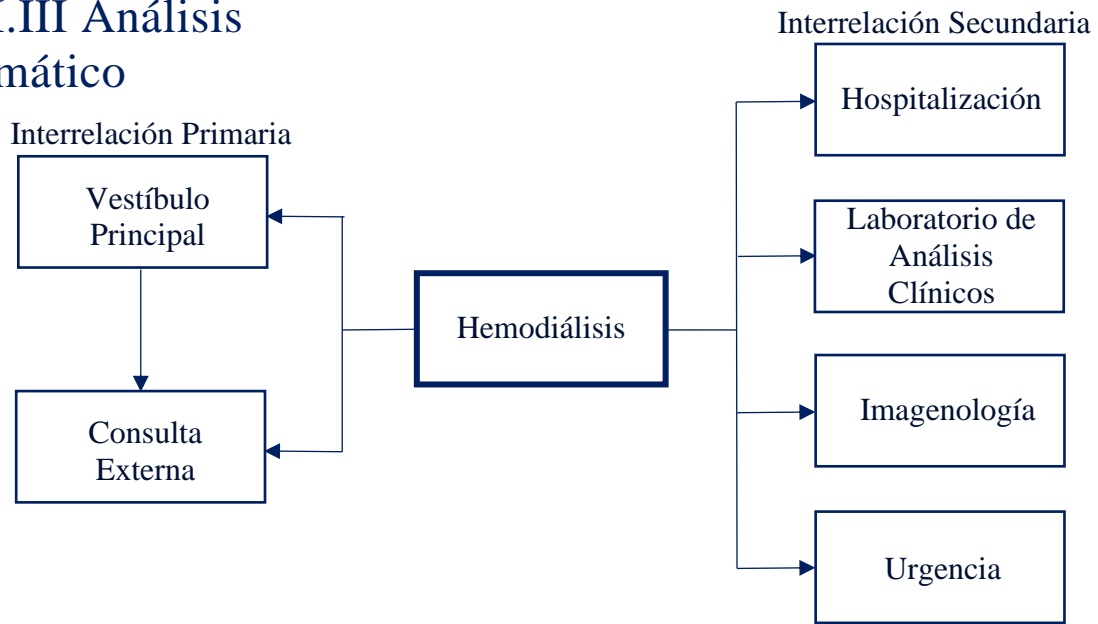 .III Análisis
mático
Interrelación Primaria
Vestíbulo
Principal
Consulta
Externa
Hemodiálisis
Interrelación Secundaria
Hospitalización
Laboratorio de
Análisis
Clínicos
Imagenología
Urgencia